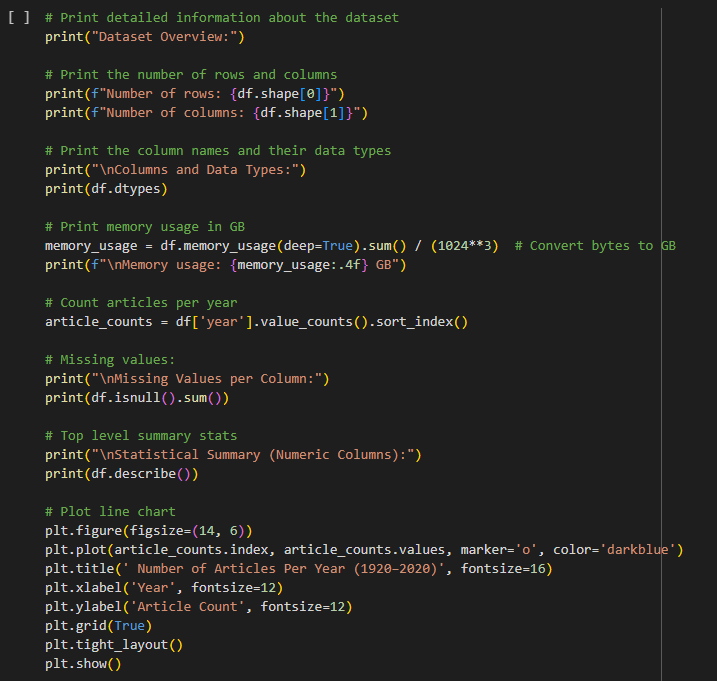 [ ] # Print detailed information about the dataset
print("Dataset Overview:")
# Print the number of rows and columns
print(f"Number of rows: {df.shape[0]}")
print(f"Number of columns: {df.shape[1]}")
# Print the column names and their data types
print("\nColumns and Data Types:")
print(df.dtypes)
# Print memory usage in GB
memory_usage = df.memory_usage(deep=True).sum() / (1024**3)  # Convert bytes to GB
print(f"\nMemory usage: {memory_usage:.4f} GB")
# Count articles per year
article_counts = df['year'].value_counts().sort_index()
# Missing values:
print("\nMissing Values per Column:")
print(df.isnull().sum())
# Top level summary stats
print("\nStatistical Summary (Numeric Columns):")
print(df.describe())
# Plot line chart
plt.figure(figsize=(14, 6))
plt.plot(article_counts.index, article_counts.values, marker='o', color='darkblue')
plt.title(' Number of Articles Per Year (1920–2020)', fontsize=16)
plt.xlabel('Year', fontsize=12)
plt.ylabel('Article Count', fontsize=12)
plt.grid(True)
plt.tight_layout()
plt.show()